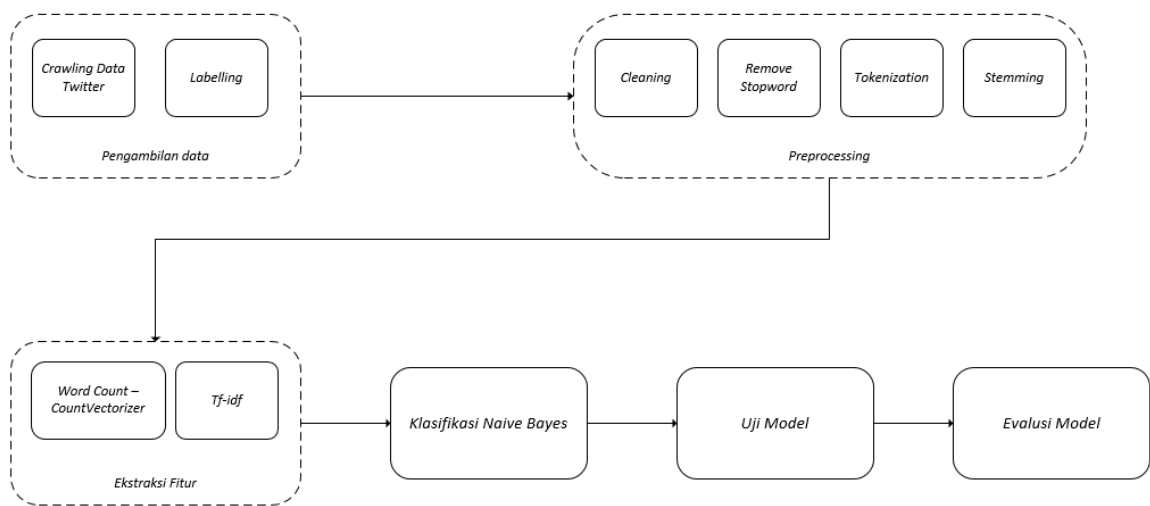 Crawling Data
Twitter
Labelling
Pengambilan data
Cleaning
Remove
Stopword
Tokenization
Stemming
Preprocessing
Word Count –
CountVectorizer
Tf-idf
Ekstraksi Fitur
Klasifikasi Naive Bayes
Uji Model
Evalusi Model